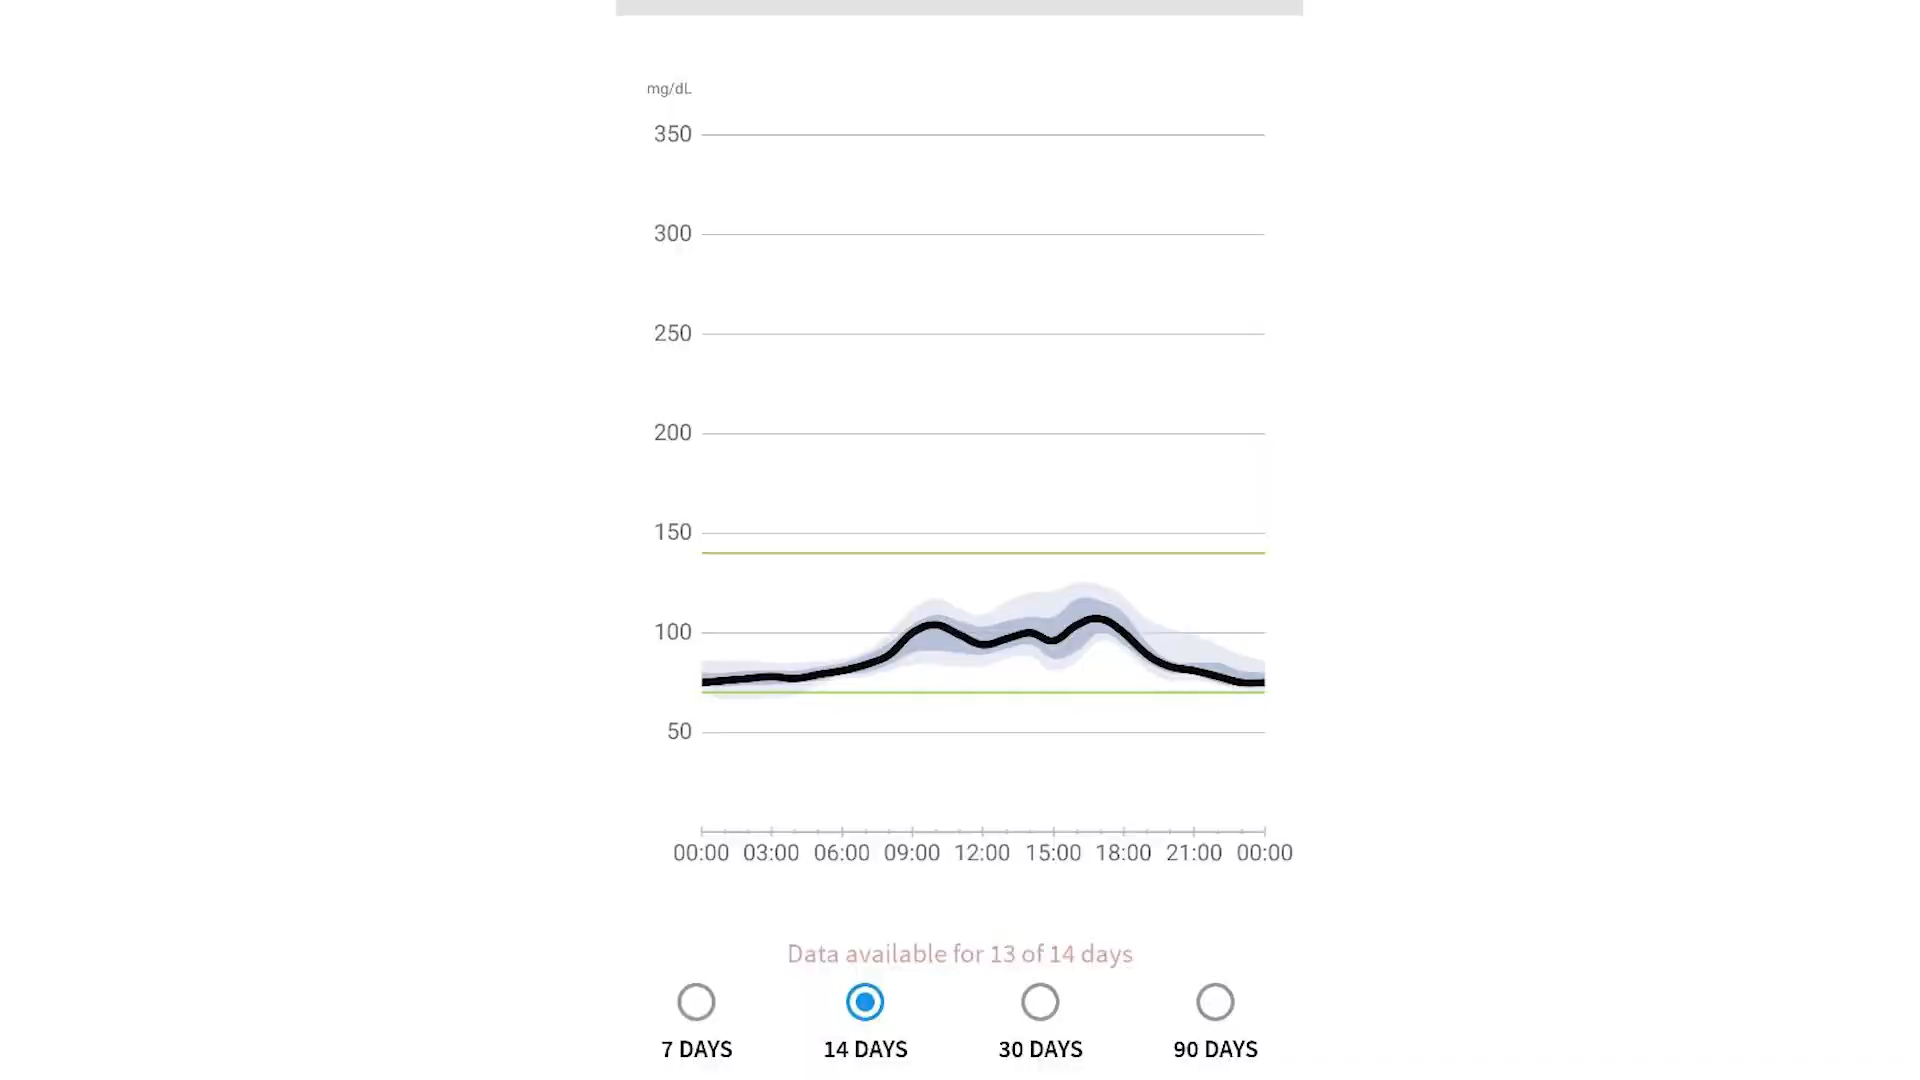 mg/dL
350
300
250
200
150
100
50
00:00 03:00 06:00 09:00 12:00 15:00 18:00 21:00 00:00
Data available for 13 of 14 days
7 DAYS 14 DAYS 30 DAYS 90 DAYS